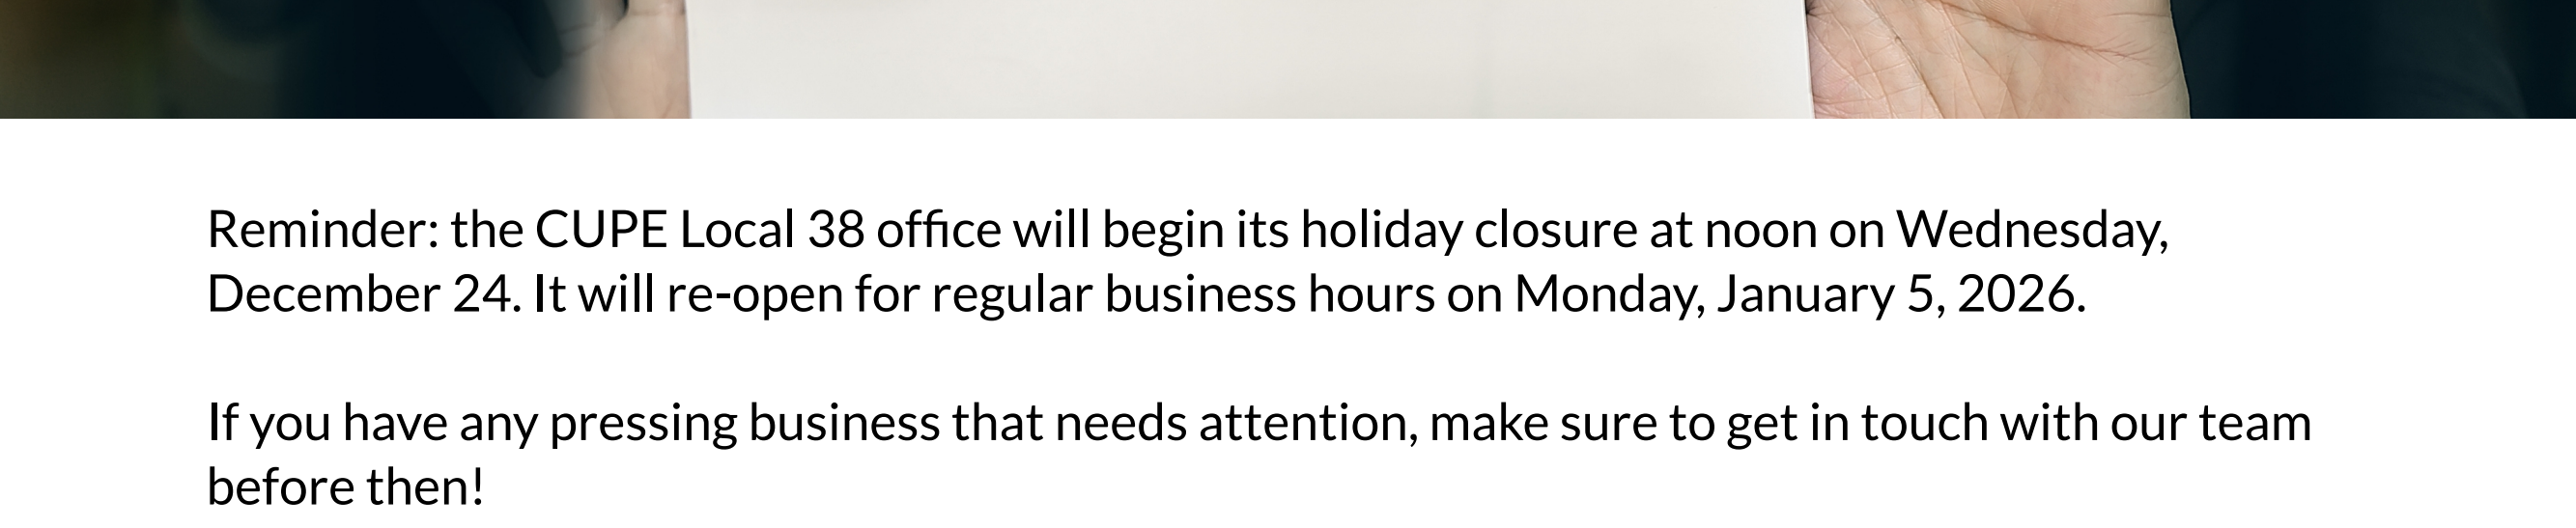 Reminder: the CUPE Local 38 office will begin its holiday closure at noon on Wednesday,
December 24. It will re-open for regular business hours on Monday, January 5, 2026.
If you have any pressing business that needs attention, make sure to get in touch with our team
before then!